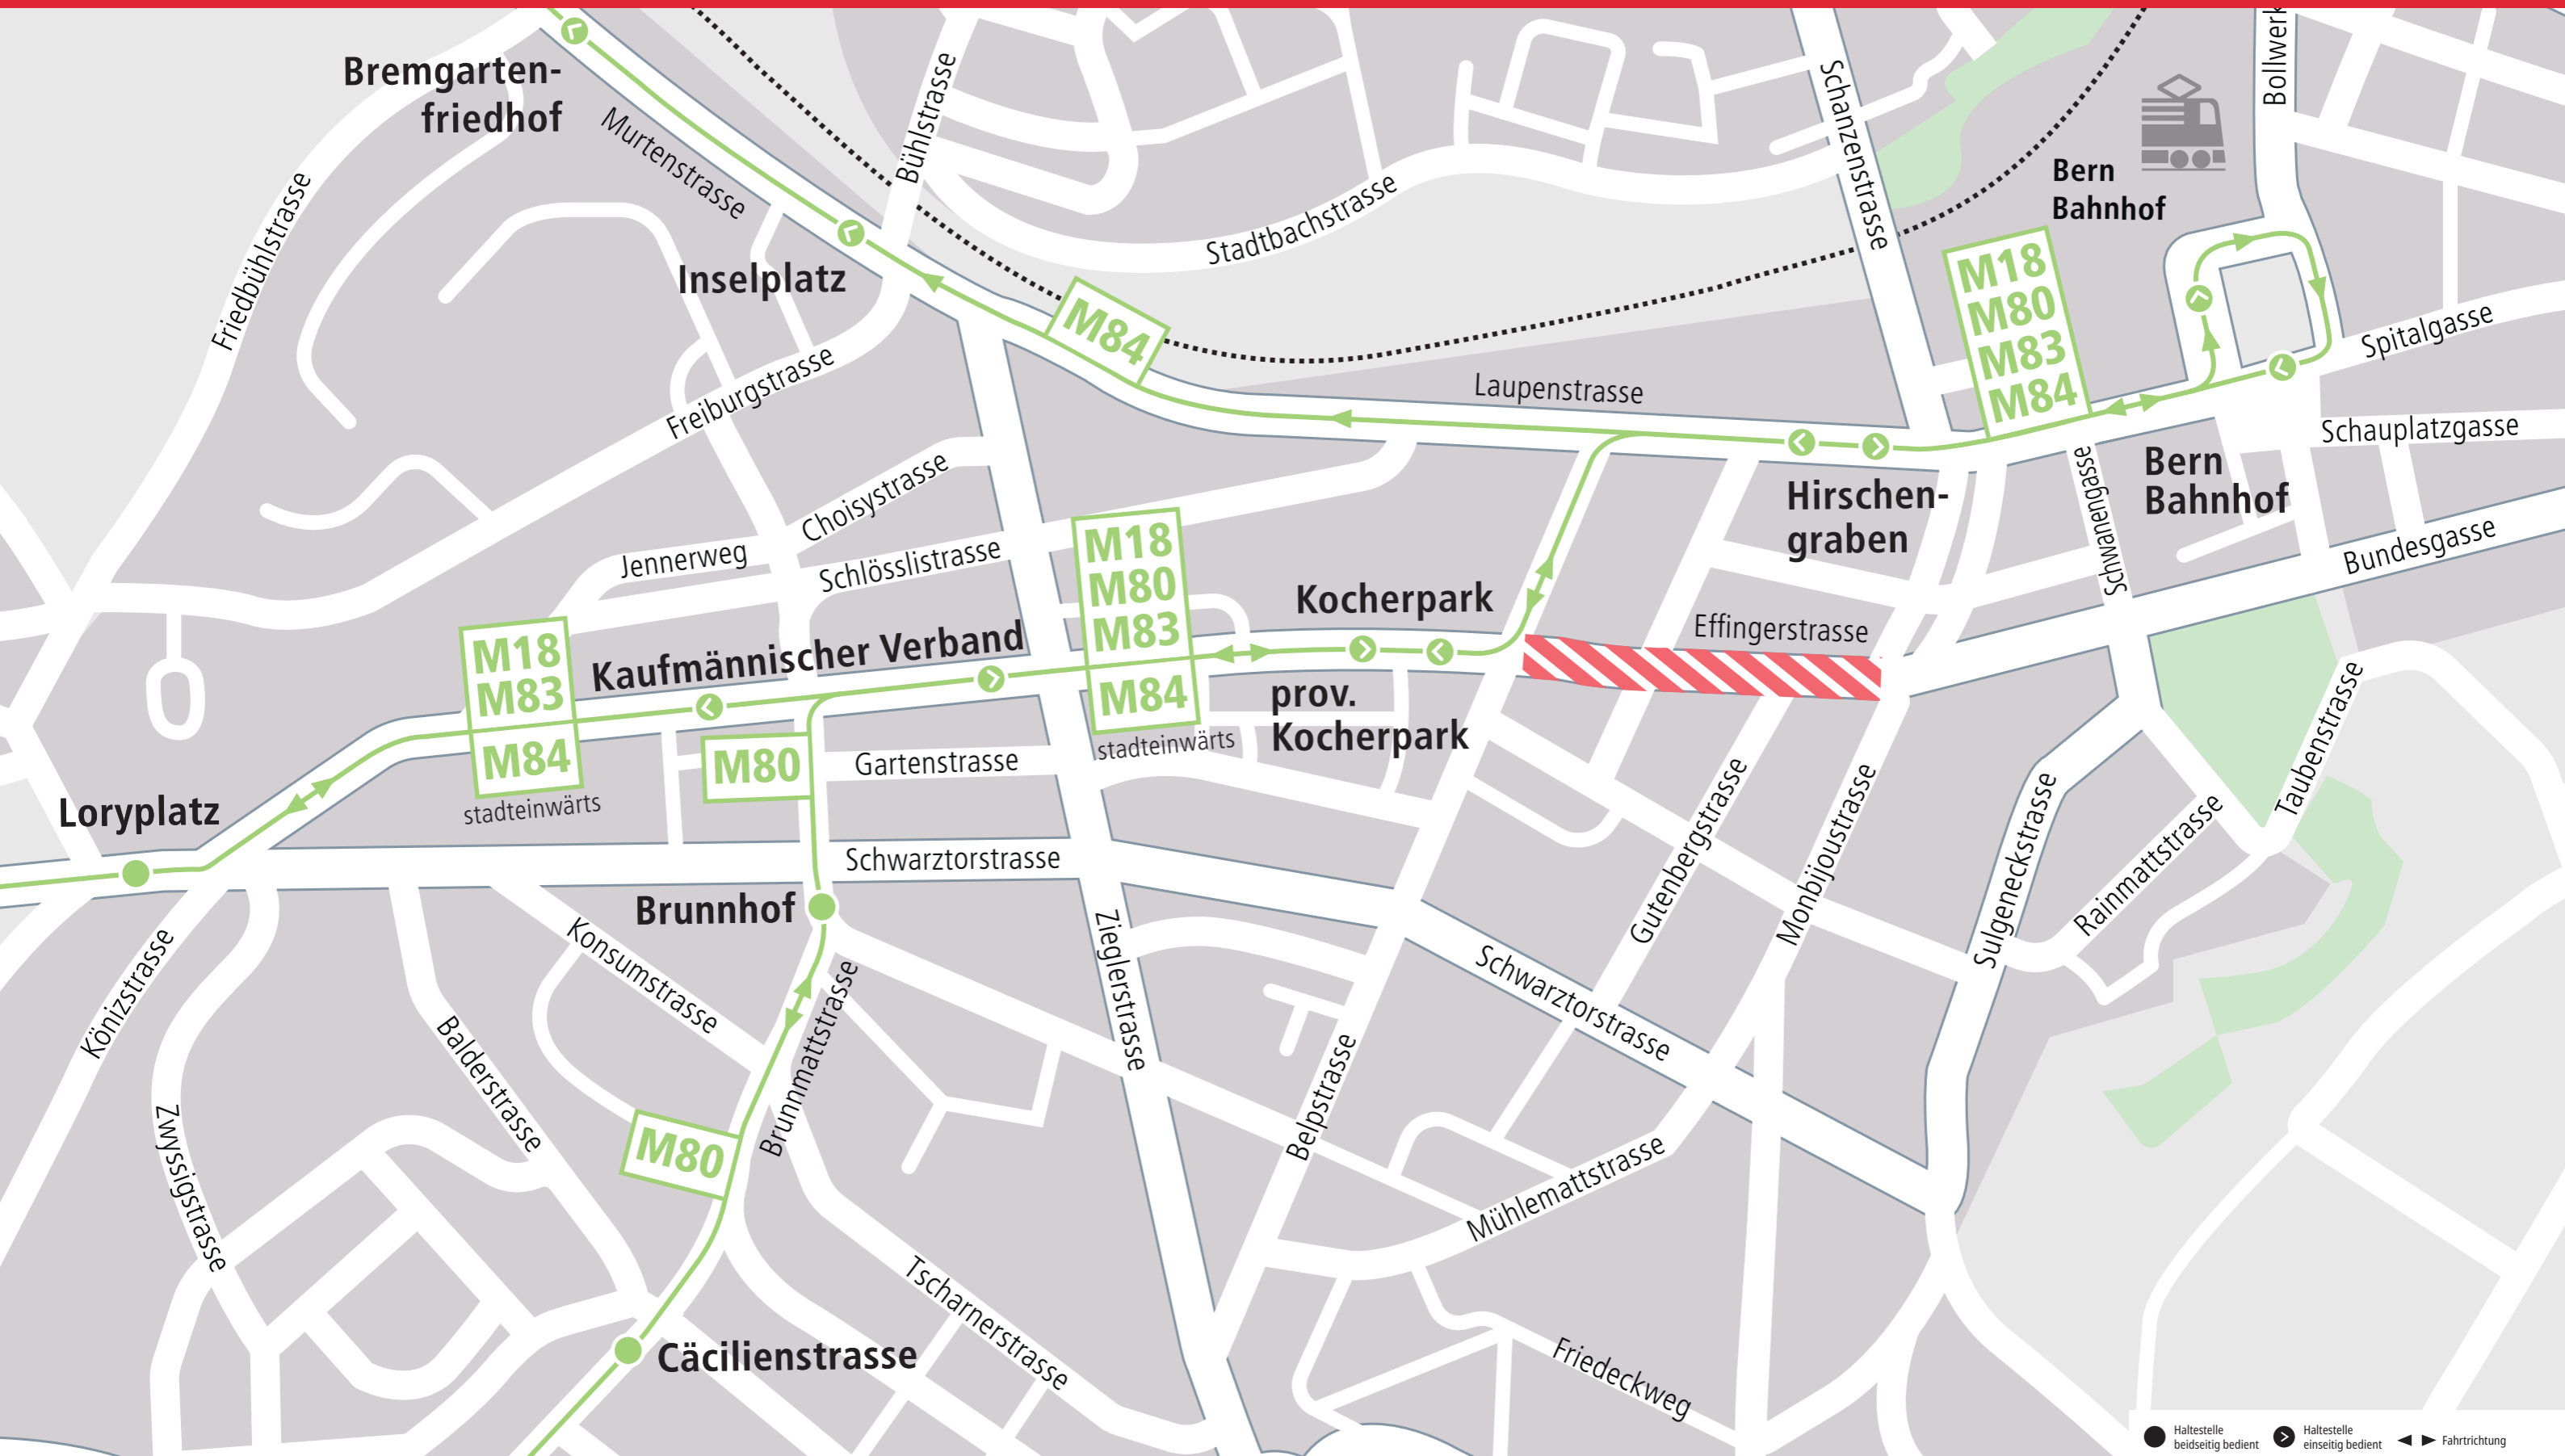 Bremgarten-
friedhof
Murtenstrasse
Bühlstrasse
Schanzenstrasse
Bollwerk
Bern
Bahnhof
Friedbühlstrasse
Stadtbachstrasse
Inselplatz
M84
M18
M80
M83
M84
Spitalgasse
Laupenstrasse
Freiburgstrasse
Schauplatzgasse
Hirschen-
graben
Bern
Bahnhof
Schwanengasse
Bundesgasse
Choisystrasse
Jennerweg
Schlösslistrasse
M18
M80
M83
M84
stadteinwärts
Kocherpark
Effingerstrasse
Kaufmännischer Verband
M18
M83
M84
stadteinwärts
prov.
Kocherpark
M80
Gartenstrasse
Loryplatz
Schwarztorstrasse
Brunnhof
Taubenstrasse
Gutenbergstrasse
Monbijoustrasse
Sulgeneckstrasse
Rainmattstrasse
Könizstrasse
Konsumstrasse
Zieglerstrasse
Schwarztorstrasse
Balderstrasse
Brunnmattstrasse
Belpstrasse
Zwyssigstrasse
M80
Mühlemattstrasse
Tscharnerstrasse
Cäcilienstrasse
Friedeckweg
Haltestelle
beidseitig bedient
Haltestelle
einseitig bedient
Fahrtrichtung